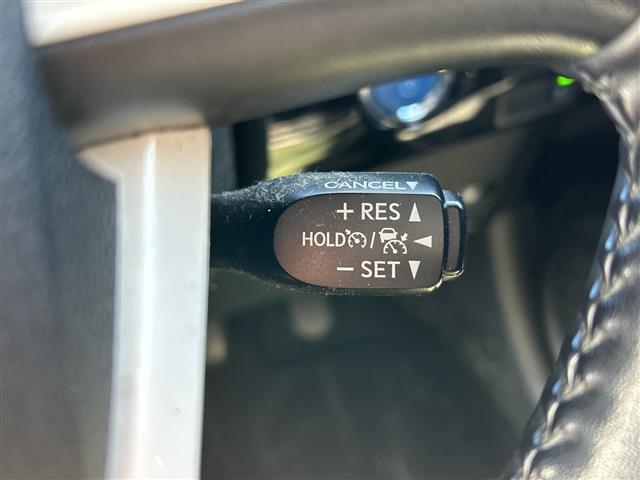 CANCEL▼
+ RES ▲
HOLD / ◀
− SET ▼